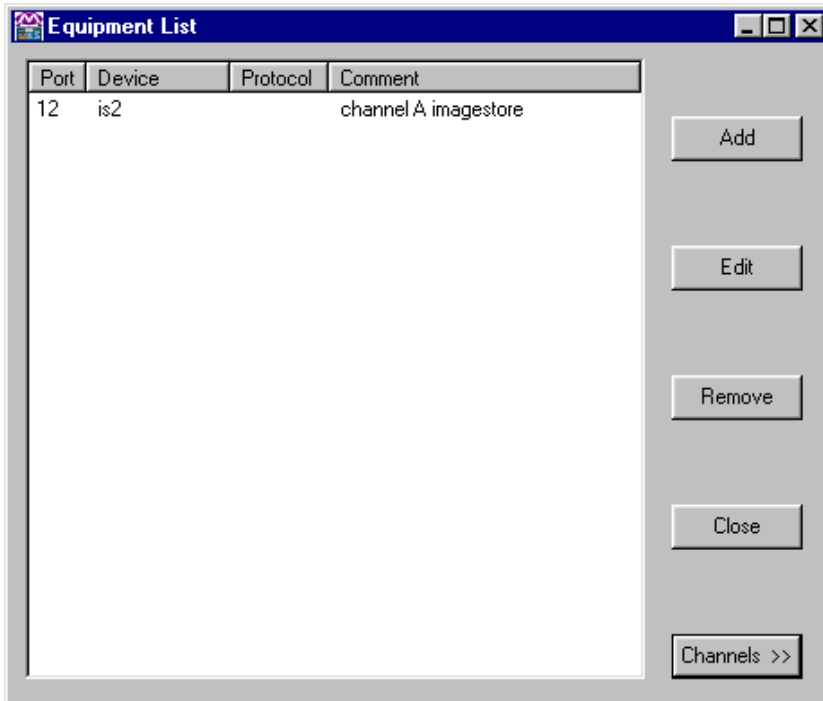 Equipment List
Port Device Protocol Comment
12 is2 channel A imagestore
Add
Edit
Remove
Close
Channels >>